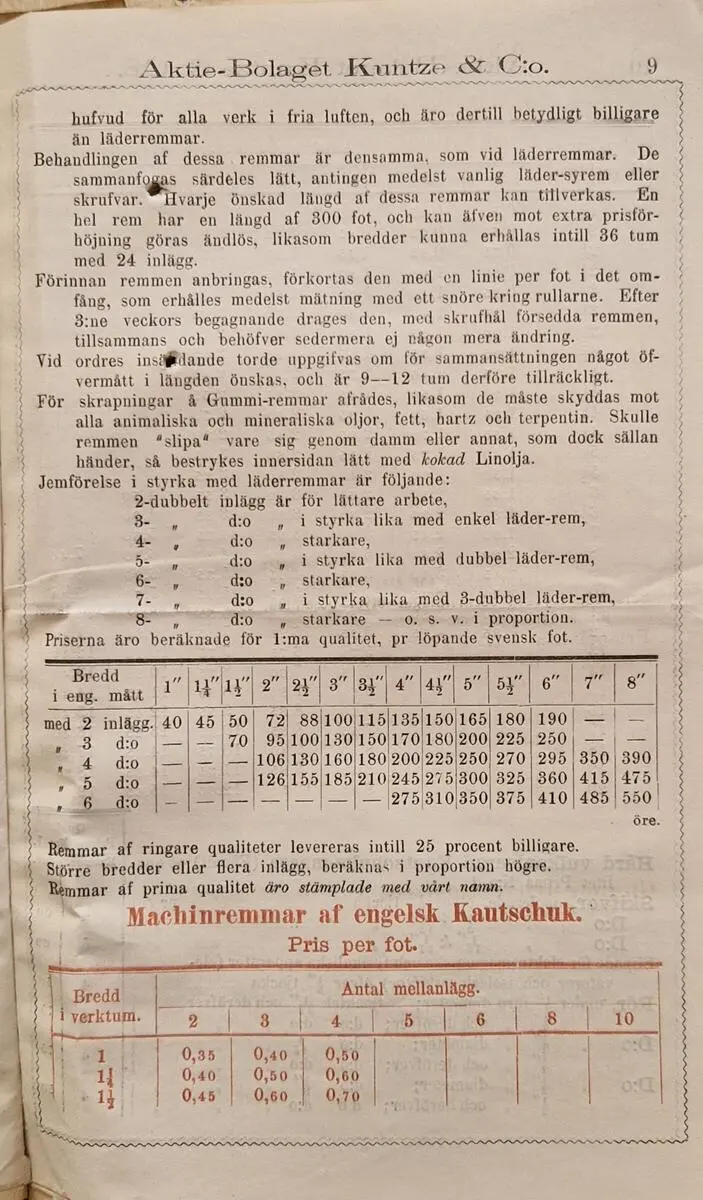 Aktie-Bolaget Kuntze & C:o. 9
hufvud för alla verk i fria luften, och äro dertill betydligt billigare
än läderremmar.
Behandlingen af dessa remmar är densamma, som vid läderremmar. De
sammanfogas särdeles lätt, antingen medelst vanlig läder-syrem eller
skrufvar. Hvarje önskad längd af dessa remmar kan tillverkas. En
hel rem har en längd af 300 fot, och kan äfven mot extra prisför-
höjning göras ändlös, likasom bredder kunna erhållas intill 36 tum
med 24 inlägg.
Förinnan remmen anbringas, förkortas den med en linie per fot i det om-
fång, som erhålles medelst mätning med ett snöre kring rullarne. Efter
3:ne veckors begagnande drages den, med skrufhål försedda remmen,
tillsammans och behöfver sedermera ej någon mera ändring.
Vid ordres insändande torde uppgifvas om för sammansättningen något öf-
vermått i längden önskas, och är 9—12 tum derföre tillräckligt.
För skrapningar å Gummi-remmar afrådes, likasom de måste skyddas mot
alla animaliska och mineraliska oljor, fett, hartz och terpentin. Skulle
remmen "slipa" vare sig genom damm eller annat, som dock sällan
händer, så bestrykes innersidan lätt med kokad Linolja.
Jemförelse i styrka med läderremmar är följande:
2-dubbelt inlägg är för lättare arbete,
3- „ d:o „ i styrka lika med enkel läder-rem,
4- „ d:o „ starkare,
5- „ d:o „ i styrka lika med dubbel läder-rem,
6- „ d:o „ starkare,
7- „ d:o „ i styrka lika med 3-dubbel läder-rem,
8- „ d:o „ starkare — o. s. v. i proportion.
Priserna äro beräknade för 1:ma qualitet, pr löpande svensk fot.
Bredd i eng. mått 1″ 1¼″ 1½″ 2″ 2½″ 3″ 3½″ 4″ 4½″ 5″ 5½″ 6″ 7″ 8″
med 2 inlägg. 40 45 50 72 88 100 115 135 150 165 180 190 — —
„ 3 d:o — — 70 95 100 130 150 170 180 200 225 250 — —
„ 4 d:o — — — 106 130 160 180 200 225 250 270 295 350 390
„ 5 d:o — — — 126 155 185 210 245 275 300 325 360 415 475
„ 6 d:o — — — — — — — 275 310 350 375 410 485 550
öre.
Remmar af ringare qualiteter levereras intill 25 procent billigare.
Större bredder eller flera inlägg, beräknas i proportion högre.
Remmar af prima qualitet äro stämplade med vårt namn.
Machinremmar af engelsk Kautschuk.
Pris per fot.
Bredd i verktum. Antal mellanlägg.
2 3 4 5 6 8 10
1 0,35 0,40 0,50
1¼ 0,40 0,50 0,60
1½ 0,45 0,60 0,70